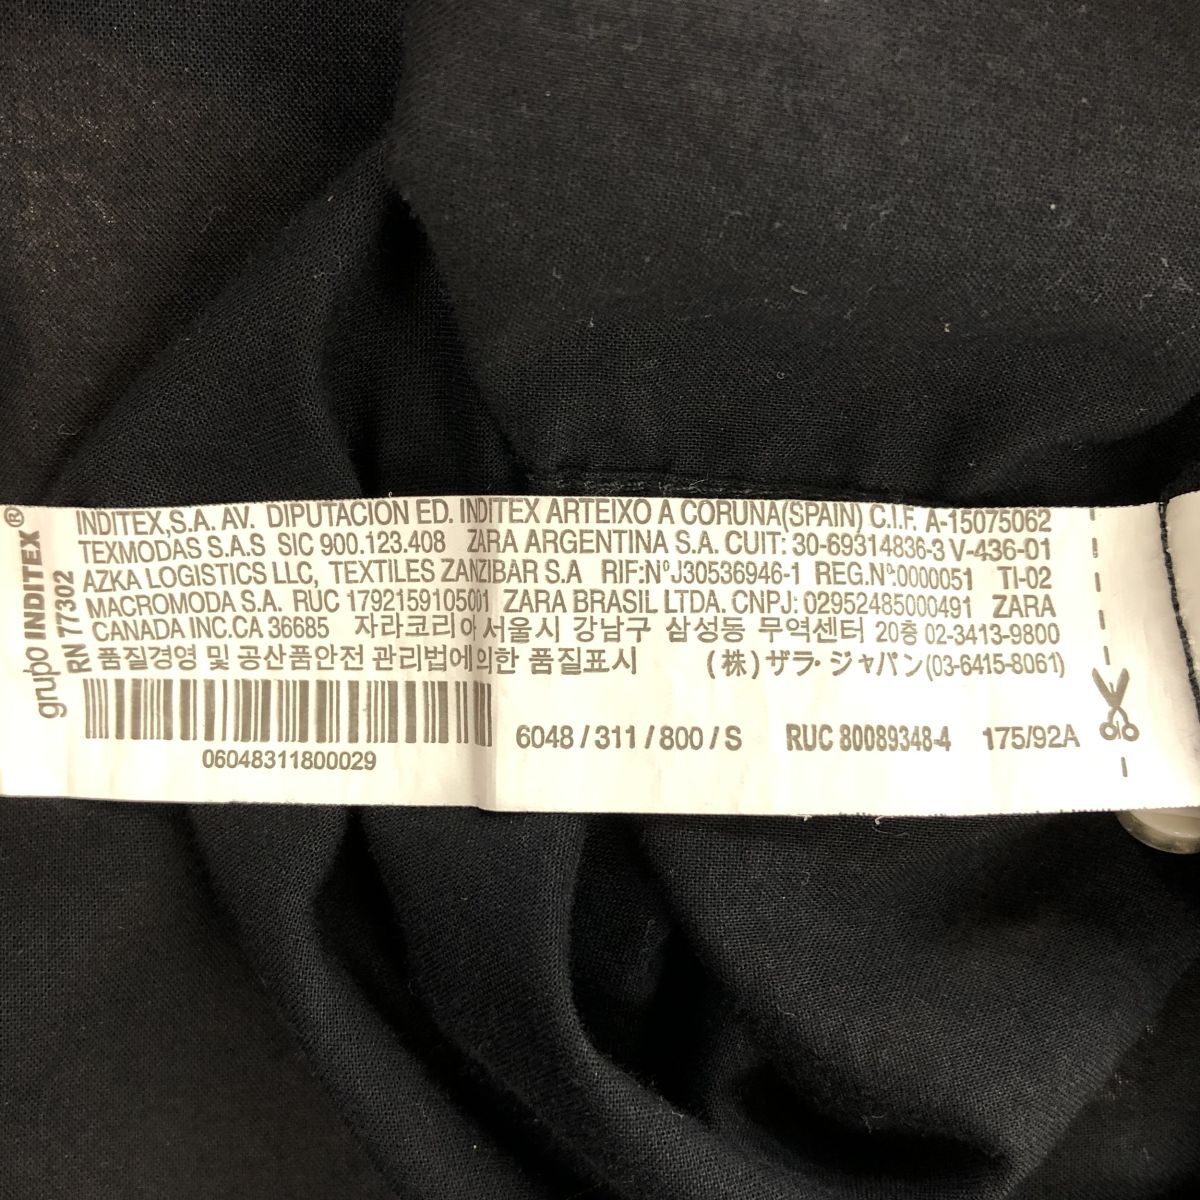 grupo INDITEX®
RN 77302
INDITEX,S.A. AV. DIPUTACION ED. INDITEX ARTEIXO A CORUNA(SPAIN) C.I.F. A-15075062
TEXMODAS S.A.S SIC 900.123.408 ZARA ARGENTINA S.A. CUIT: 30-69314836-3 V-436-01
AZKA LOGISTICS LLC, TEXTILES ZANZIBAR S.A RIF:NºJ30536946-1 REG.Nº:0000051 TI-02
MACROMODA S.A. RUC 1792159105001 ZARA BRASIL LTDA. CNPJ: 02952485000491 ZARA
CANADA INC.CA 36685 자라코리아 서울시 강남구 삼성동 무역센터 20층 02-3413-9800
품질경영 및 공산품안전 관리법에의한 품질표시 (株) ザラ・ジャパン(03-6415-8061)
06048311800029
6048 / 311 / 800 / S RUC 80089348-4 175/92A